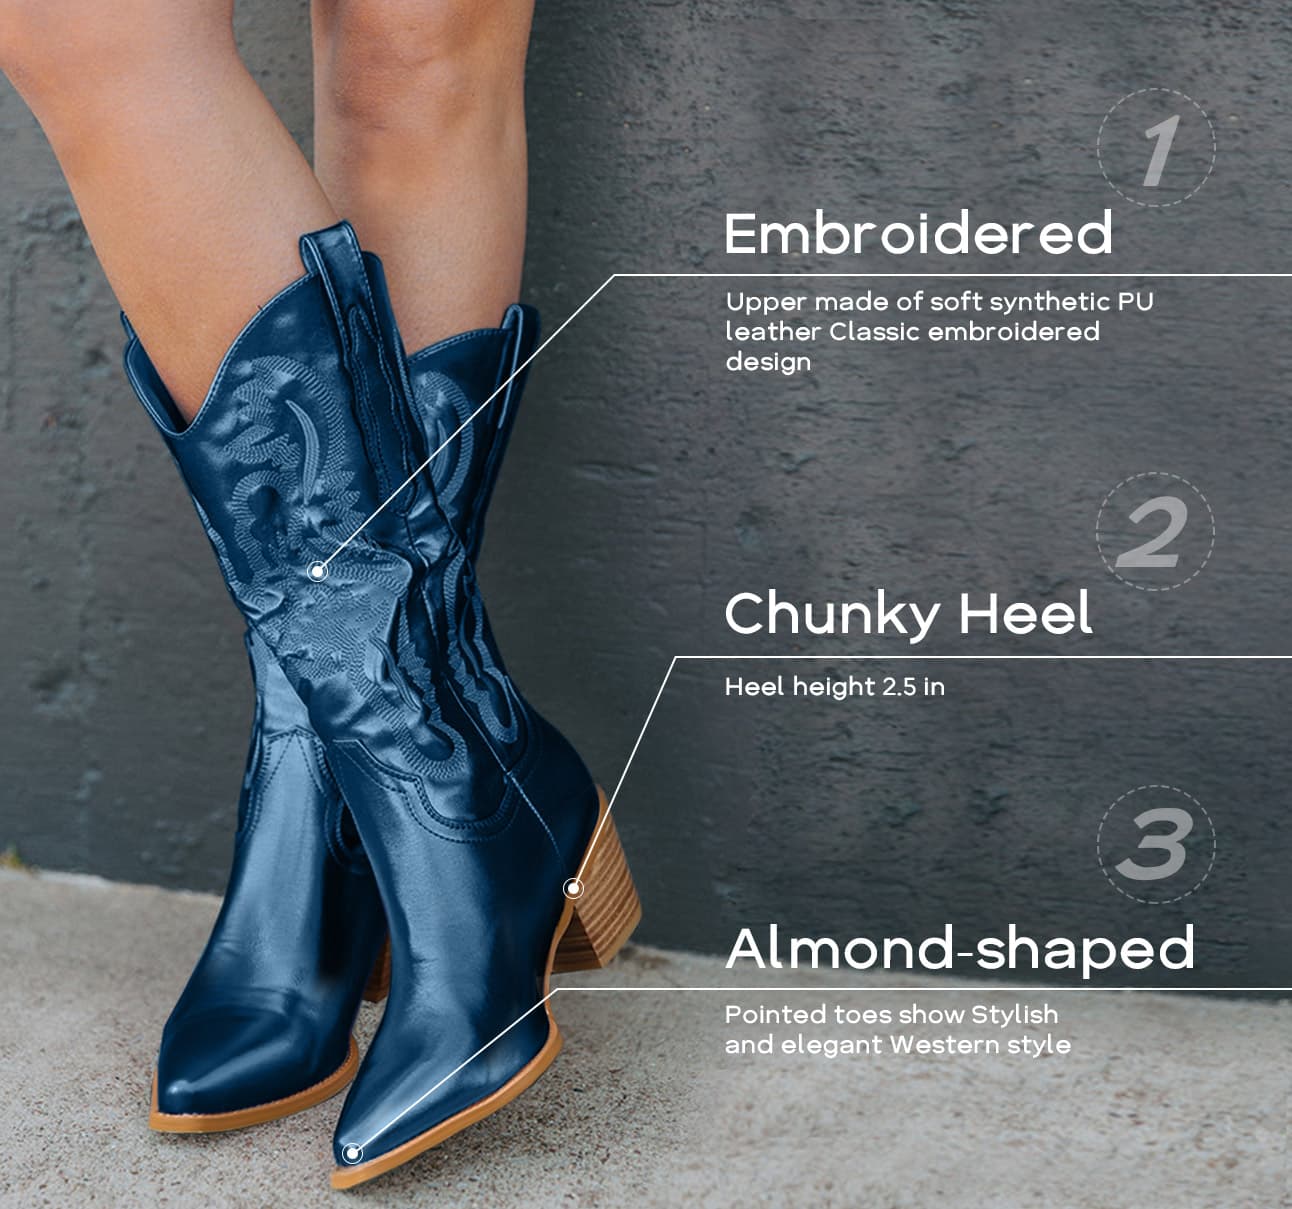 1
Embroidered
Upper made of soft synthetic PU
leather Classic embroidered
design
2
Chunky Heel
Heel height 2.5 in
3
Almond-shaped
Pointed toes show Stylish
and elegant Western style